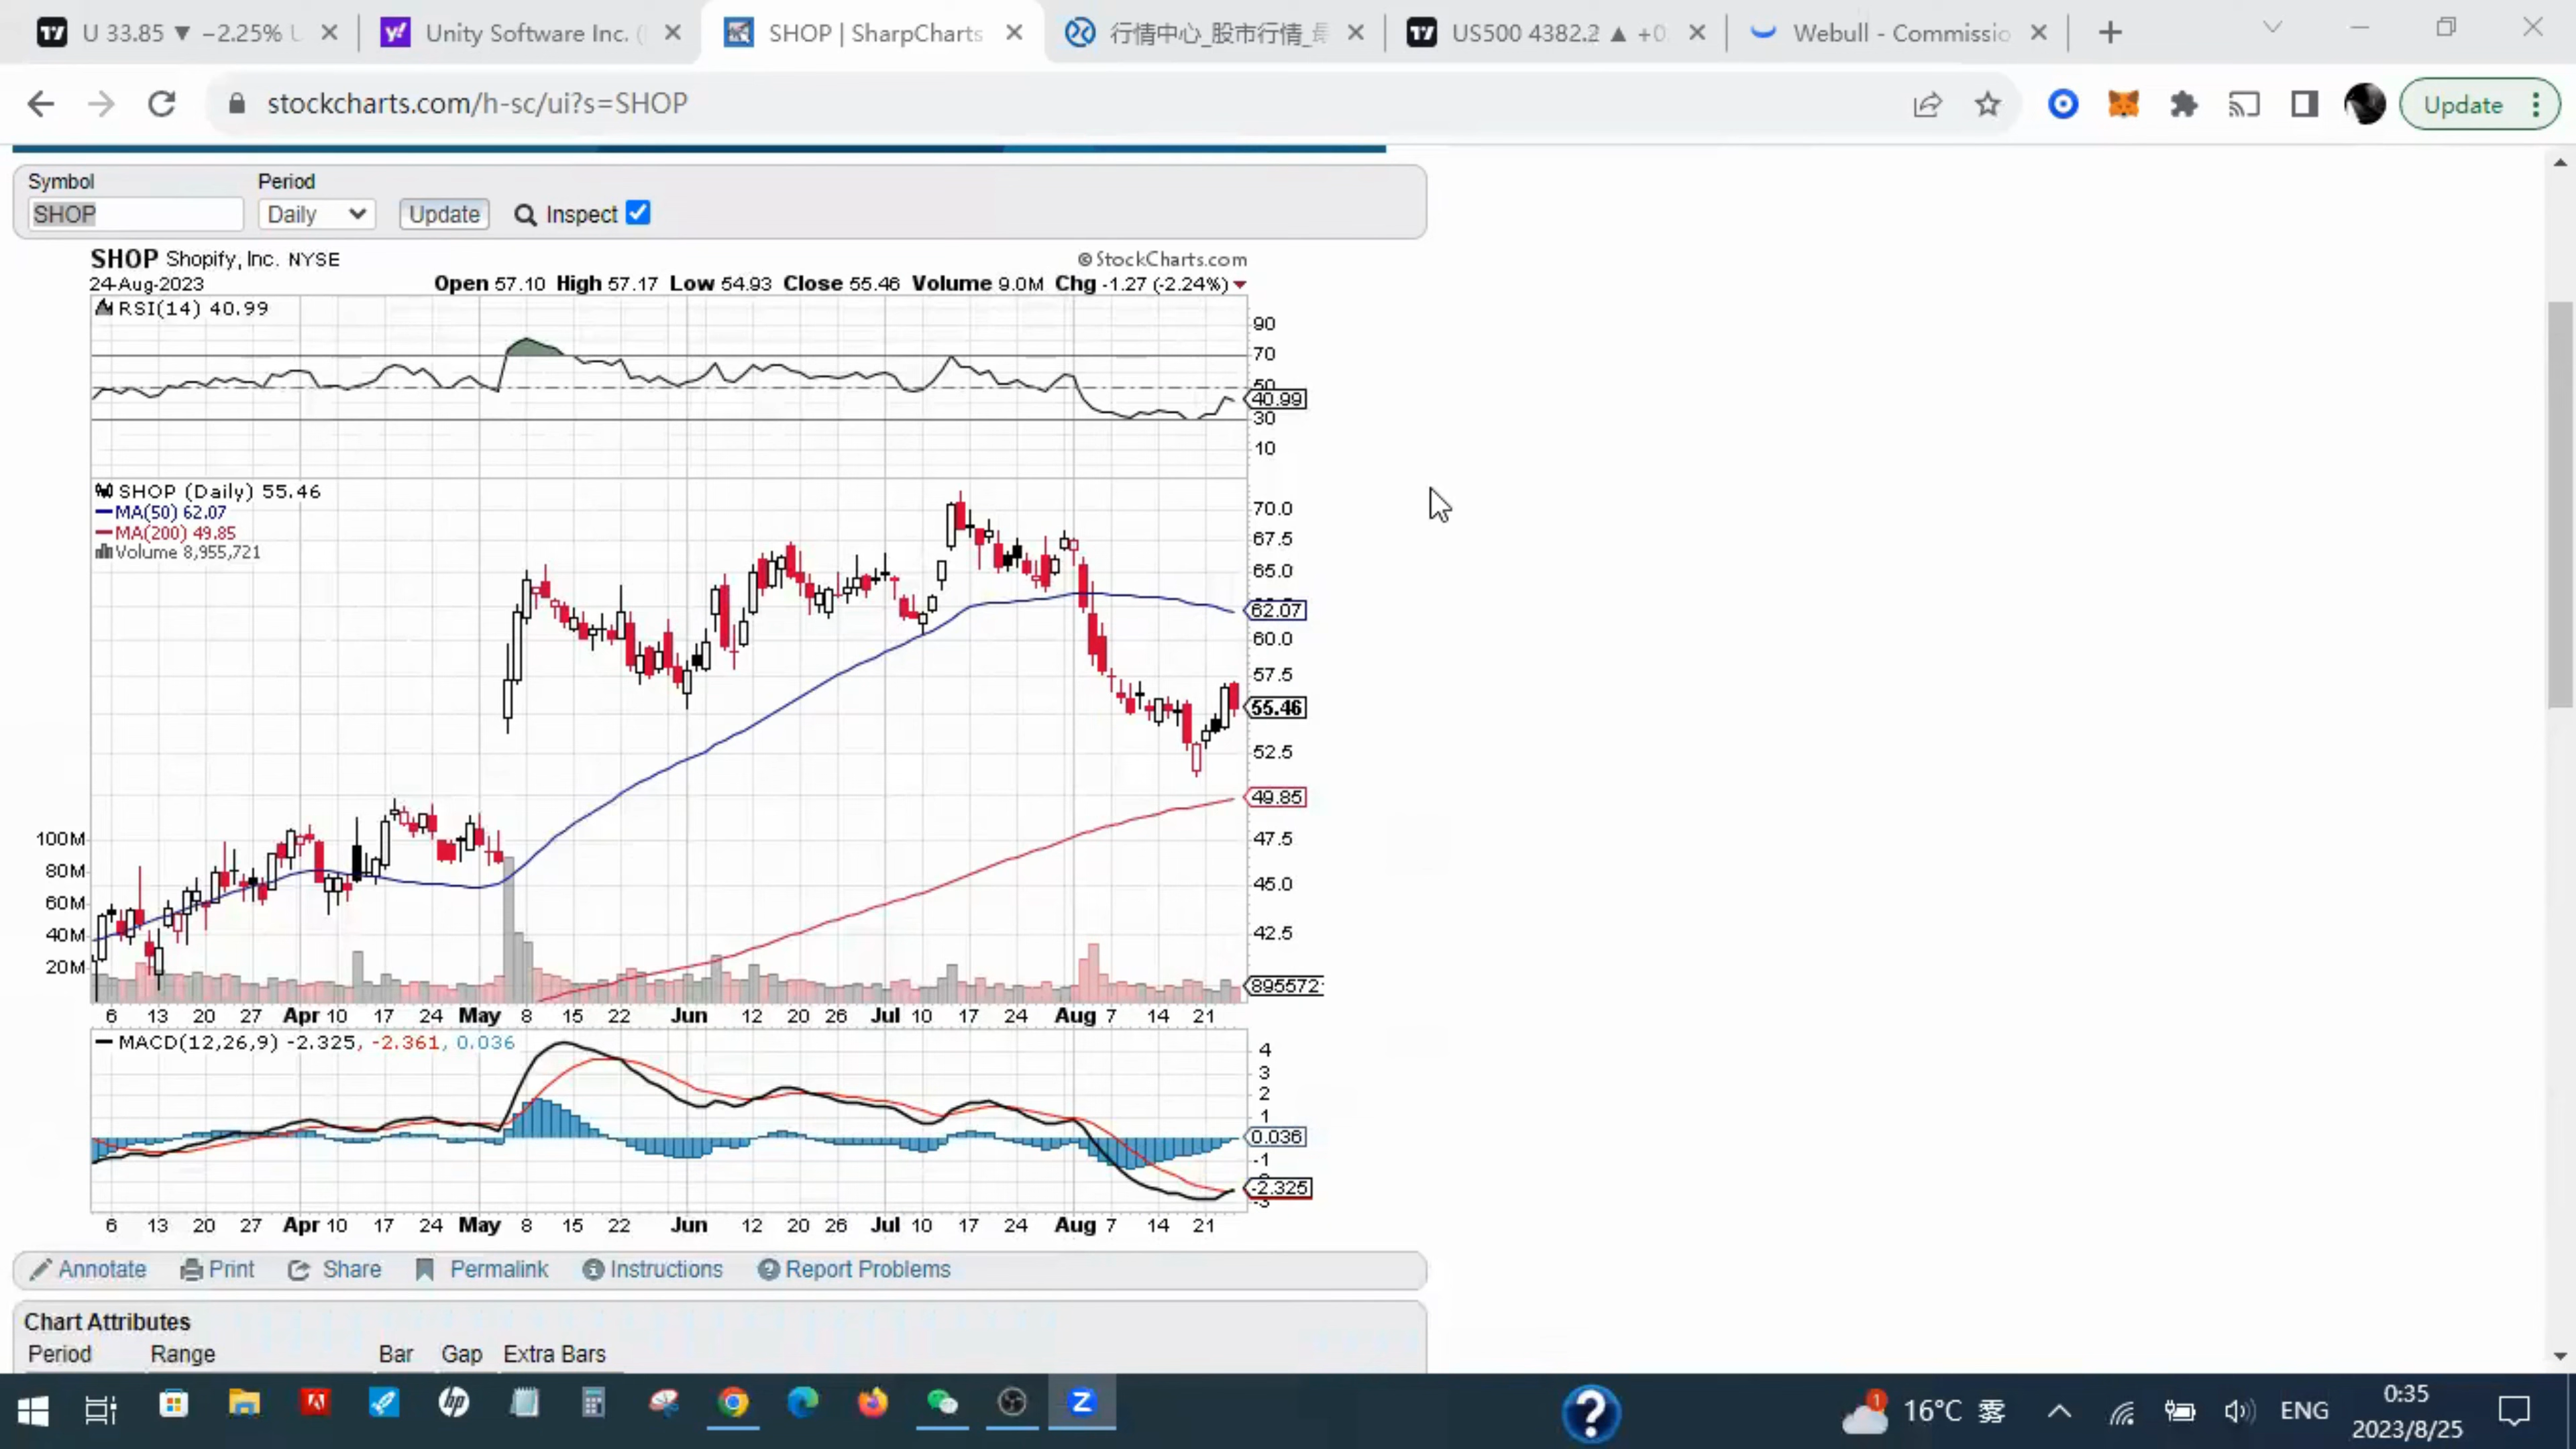 U 33.85 ▼ −2.25% U
Unity Software Inc. (
SHOP | SharpCharts
行情中心_股市行情_
US500 4382.2 ▲ +0
Webull - Commissio
stockcharts.com/h-sc/ui?s=SHOP
Update
Symbol Period
SHOP Daily Update Inspect
SHOP Shopify, Inc. NYSE © StockCharts.com
24-Aug-2023 Open 57.10 High 57.17 Low 54.93 Close 55.46 Volume 9.0M Chg -1.27 (-2.24%)
RSI(14) 40.99
90
70
50
40.99
30
10
SHOP (Daily) 55.46
MA(50) 62.07
MA(200) 49.85
Volume 8,955,721
70.0
67.5
65.0
62.07
60.0
57.5
55.46
52.5
49.85
47.5
45.0
42.5
895572
100M
80M
60M
40M
20M
6 13 20 27 Apr 10 17 24 May 8 15 22 Jun 12 20 26 Jul 10 17 24 Aug 7 14 21
MACD(12,26,9) -2.325, -2.361, 0.036
4
3
2
1
0.036
-1
-2.325
-3
6 13 20 27 Apr 10 17 24 May 8 15 22 Jun 12 20 26 Jul 10 17 24 Aug 7 14 21
Annotate Print Share Permalink Instructions Report Problems
Chart Attributes
Period Range Bar Gap Extra Bars
1 16°C 雾 ENG 0:35
2023/8/25